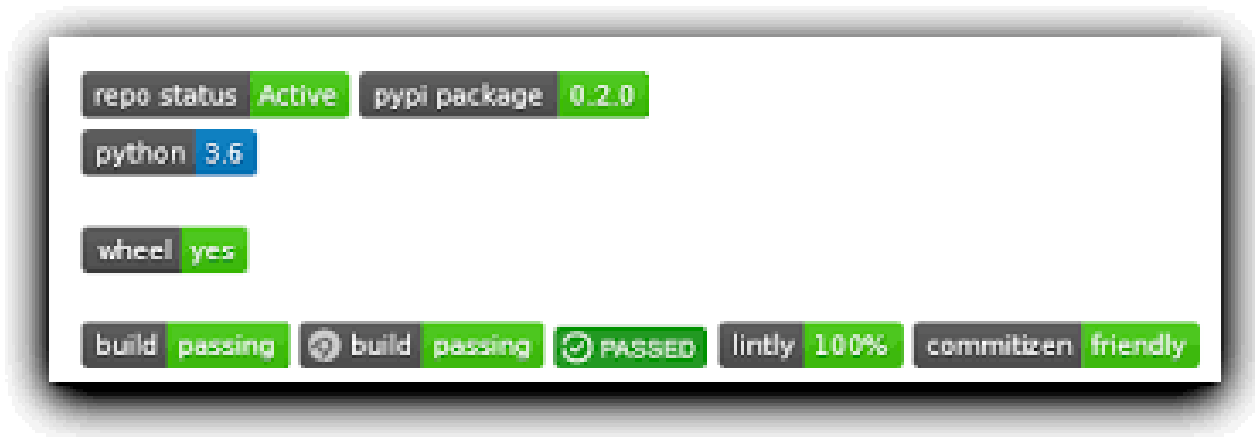 repo status Active pypi package 0.2.0
python 3.6
wheel yes
build passing build passing PASSED lintly 100% commitizen friendly